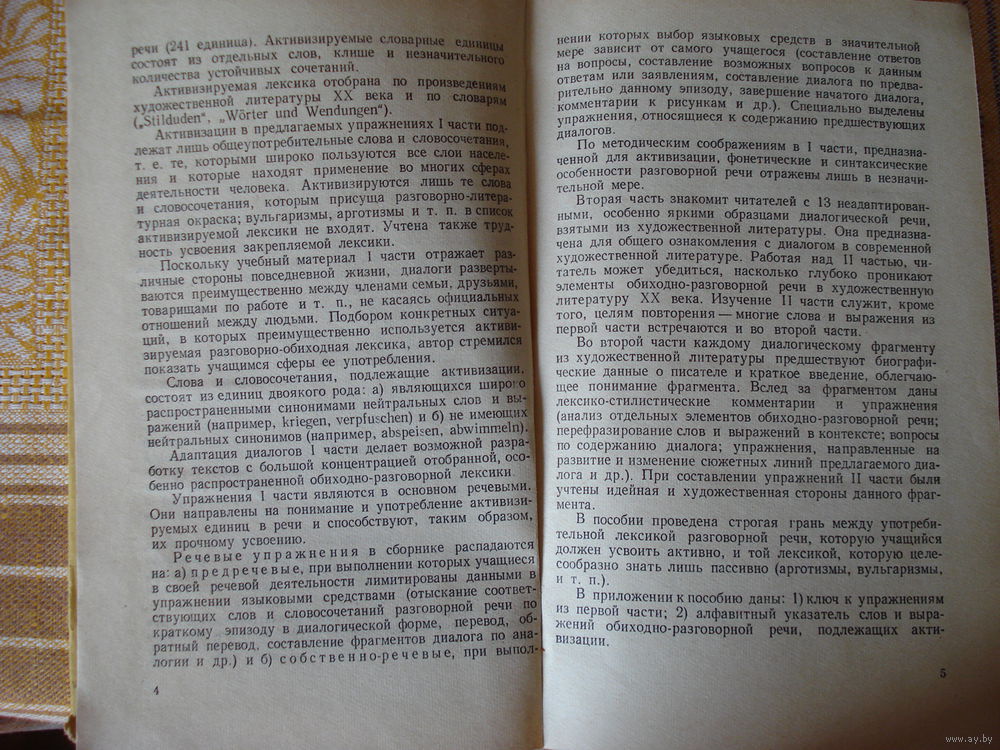 речи (241 единица). Активизируемые словарные единицы
состоят из отдельных слов, клише и незначительного
количества устойчивых сочетаний.
Активизируемая лексика отобрана по произведениям
художественной литературы XX века и по словарям
(„Stilduden“, „Wörter und Wendungen“).
Активизации в предлагаемых упражнениях I части под-
лежат лишь общеупотребительные слова и словосочетания,
т. е. те, которыми широко пользуются все слои населе-
ния и которые находят применение во многих сферах
деятельности человека. Активизируются лишь те слова
и словосочетания, которым присуща разговорно-литера-
турная окраска; вульгаризмы, арготизмы и т. п. в список
активизируемой лексики не входят. Учтена также труд-
ность усвоения закрепляемой лексики.
Поскольку учебный материал I части отражает раз-
личные стороны повседневной жизни, диалоги разверты-
ваются преимущественно между членами семьи, друзьями,
товарищами по работе и т. п., не касаясь официальных
отношений между людьми. Подбором конкретных ситуа-
ций, в которых преимущественно используется активи-
зируемая разговорно-обиходная лексика, автор стремился
показать учащимся сферы ее употребления.
Слова и словосочетания, подлежащие активизации,
состоят из единиц двоякого рода: а) являющихся широко
распространенными синонимами нейтральных слов и вы-
ражений (например, kriegen, verpfuschen) и б) не имеющих
нейтральных синонимов (например, abspeisen, abwimmeln).
Адаптация диалогов I части делает возможной разра-
ботку текстов с большой концентрацией отобранной, осо-
бенно распространенной обиходно-разговорной лексики.
Упражнения I части являются в основном речевыми.
Они направлены на понимание и употребление активизи-
руемых единиц в речи и способствуют, таким образом,
их прочному усвоению.
Речевые упражнения в сборнике распадаются
на: а) предречевые, при выполнении которых учащиеся
в своей речевой деятельности лимитированы данными в
упражнении языковыми средствами (отыскание соответ-
ствующих слов и словосочетаний разговорной речи по
краткому эпизоду в диалогической форме, перевод, об-
ратный перевод, составление фрагментов диалога по ана-
логии и др.) и б) собственно-речевые, при выпол-
4
нении которых выбор языковых средств в значительной
мере зависит от самого учащегося (составление ответов
на вопросы, составление возможных вопросов к данным
ответам или заявлениям, составление диалога по предва-
рительно данному эпизоду, завершение начатого диалога,
комментарии к рисункам и др.). Специально выделены
упражнения, относящиеся к содержанию предшествующих
диалогов.
По методическим соображениям в I части, предназна-
ченной для активизации, фонетические и синтаксические
особенности разговорной речи отражены лишь в незначи-
тельной мере.
Вторая часть знакомит читателей с 13 неадаптирован-
ными, особенно яркими образцами диалогической речи,
взятыми из художественной литературы. Она предназна-
чена для общего ознакомления с диалогом в современной
художественной литературе. Работая над II частью, чи-
татель может убедиться, насколько глубоко проникают
элементы обиходно-разговорной речи в художественную
литературу XX века. Изучение II части служит, кроме
того, целям повторения — многие слова и выражения из
первой части встречаются и во второй части.
Во второй части каждому диалогическому фрагменту
из художественной литературы предшествуют биографиче-
ские данные о писателе и краткое введение, облегчаю-
щее понимание фрагмента. Вслед за фрагментом даны
лексико-стилистические комментарии и упражнения
(анализ отдельных элементов обиходно-разговорной речи;
перефразирование слов и выражений в контексте; вопросы
по содержанию диалога; упражнения, направленные на
развитие и изменение сюжетных линий предлагаемого диа-
лога и др.). При составлении упражнений II части были
учтены идейная и художественная стороны данного фраг-
мента.
В пособии проведена строгая грань между употреби-
тельной лексикой разговорной речи, которую учащийся
должен усвоить активно, и той лексикой, которую целе-
сообразно знать лишь пассивно (арготизмы, вульгаризмы,
и т. п.).
В приложении к пособию даны: 1) ключ к упражнениям
из первой части; 2) алфавитный указатель слов и выра-
жений обиходно-разговорной речи, подлежащих акти-
визации.
5
www.ay.by